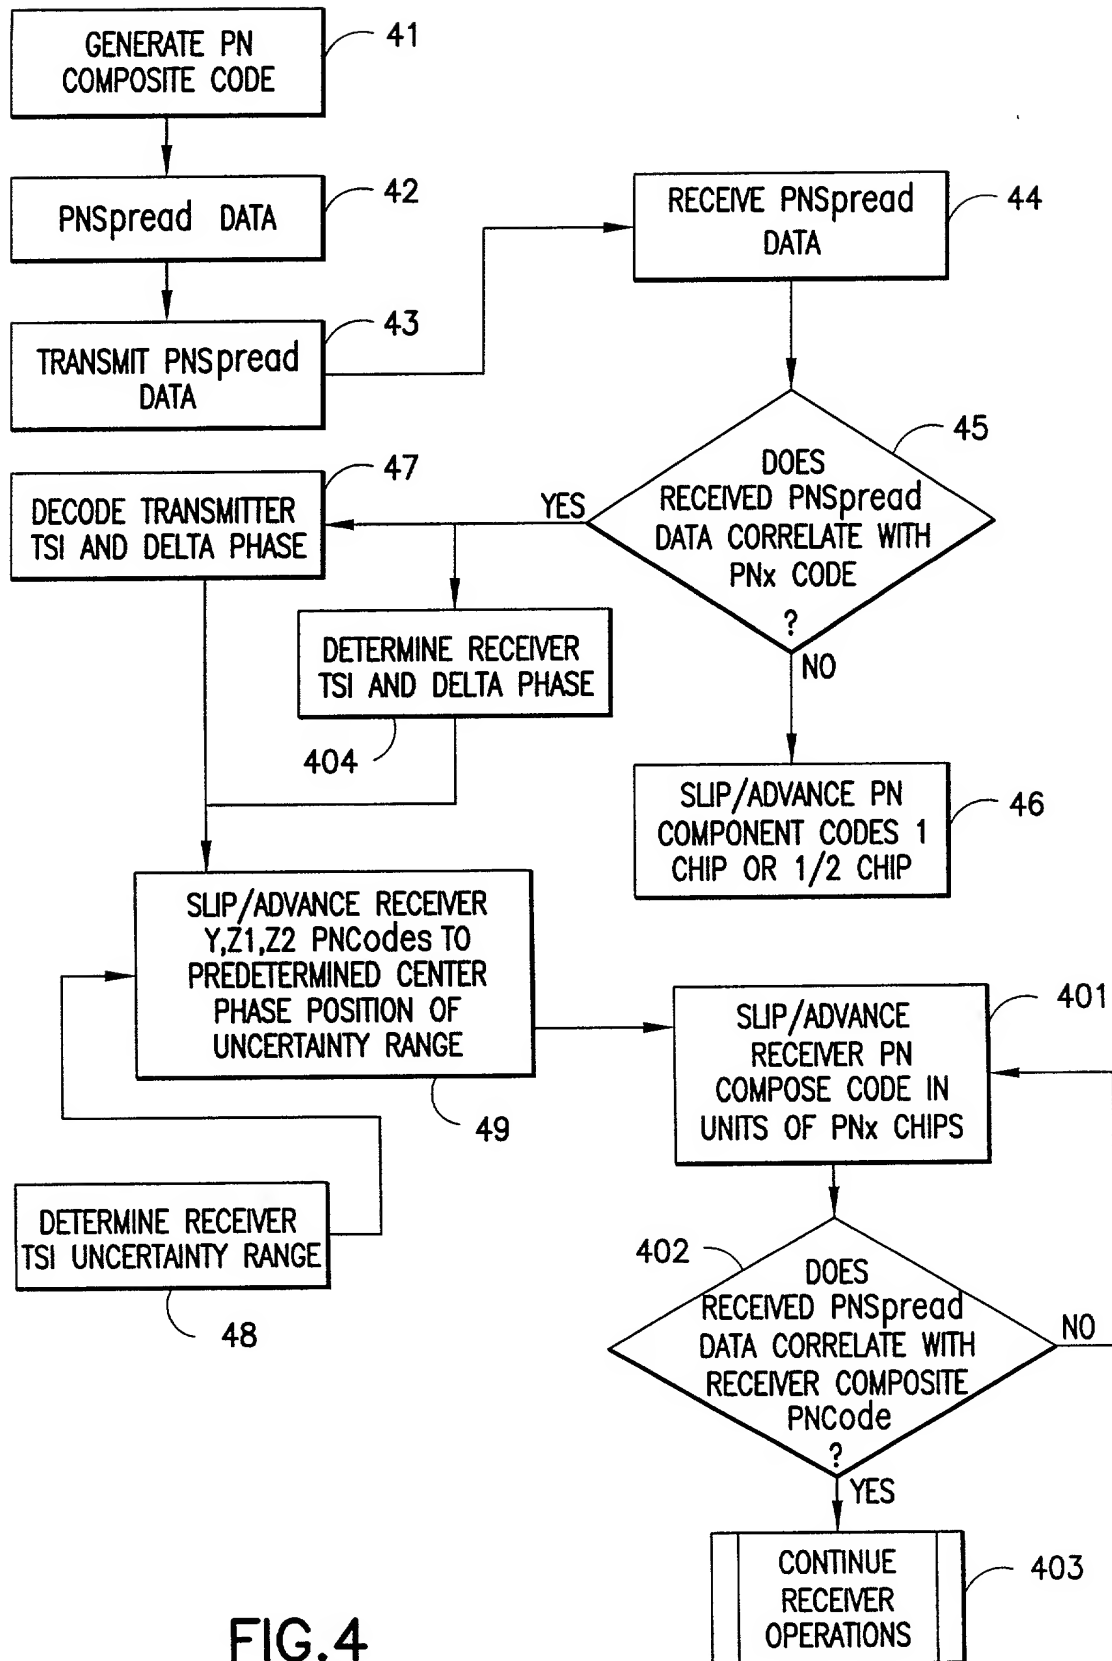 GENERATE PN
COMPOSITE CODE
41
PNSpread DATA
42
TRANSMIT PNSpread
DATA
43
RECEIVE PNSpread
DATA
44
DOES
RECEIVED PNSpread
DATA CORRELATE WITH
PNx CODE
?
45
YES
NO
DECODE TRANSMITTER
TSI AND DELTA PHASE
47
DETERMINE RECEIVER
TSI AND DELTA PHASE
404
SLIP/ADVANCE PN
COMPONENT CODES 1
CHIP OR 1/2 CHIP
46
SLIP/ADVANCE RECEIVER
Y,Z1,Z2 PNCodes TO
PREDETERMINED CENTER
PHASE POSITION OF
UNCERTAINTY RANGE
49
DETERMINE RECEIVER
TSI UNCERTAINTY RANGE
48
SLIP/ADVANCE
RECEIVER PN
COMPOSE CODE IN
UNITS OF PNx CHIPS
401
402
DOES
RECEIVED PNSpread
DATA CORRELATE WITH
RECEIVER COMPOSITE
PNCode
?
NO
YES
CONTINUE
RECEIVER
OPERATIONS
403
FIG.4